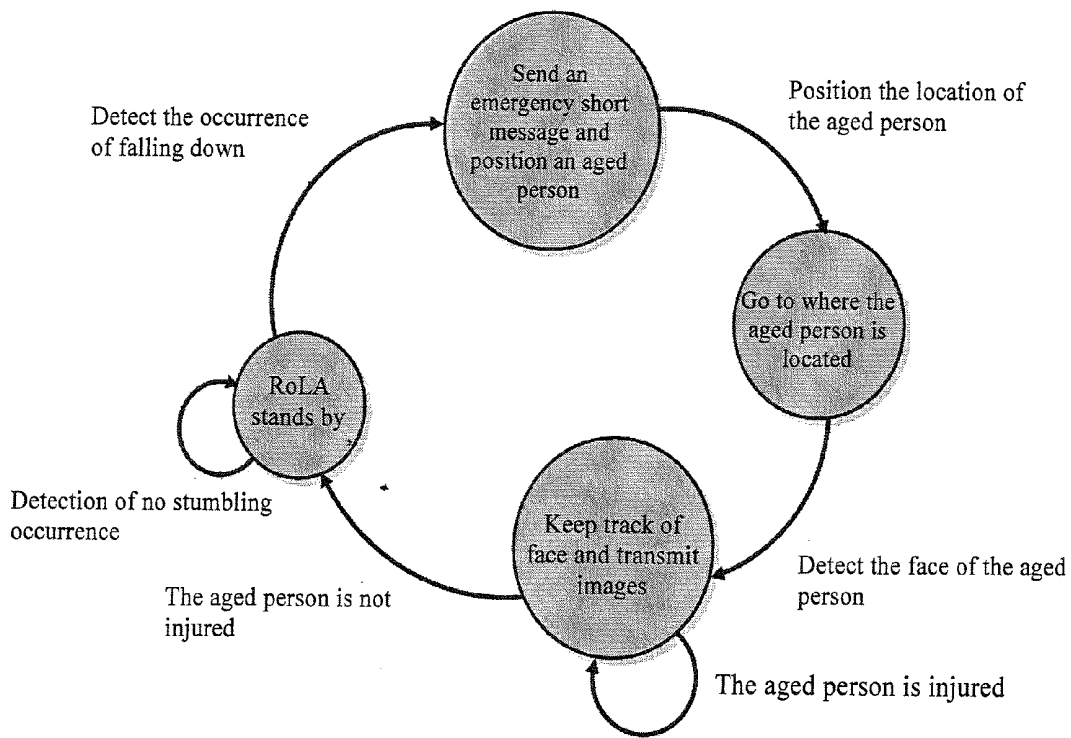 Send an
emergency short
message and
position an aged
person
Position the location of
the aged person
Detect the occurrence
of falling down
Go to where the
aged person is
located
RoLA
stands by
Detection of no stumbling
occurrence
Keep track of
face and transmit
images
Detect the face of the aged
person
The aged person is not
injured
The aged person is injured